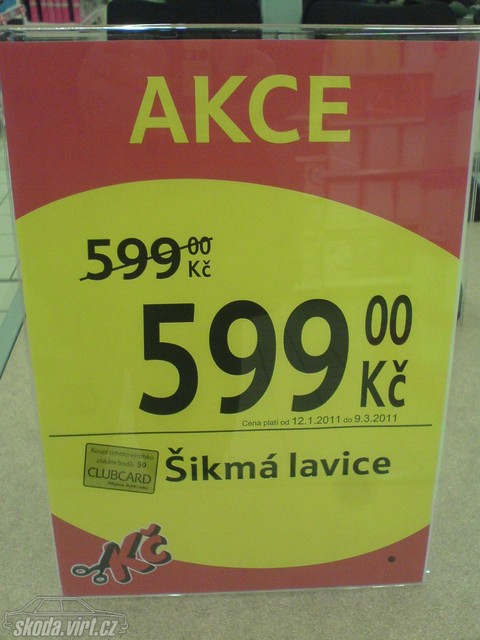 AKCE
599 00
Kč
599 00
Kč
Cena platí od 12.1.2011 do 9.3.2011
Šikmá lavice
59
CLUBCARD
Kč
skoda.virt.cz